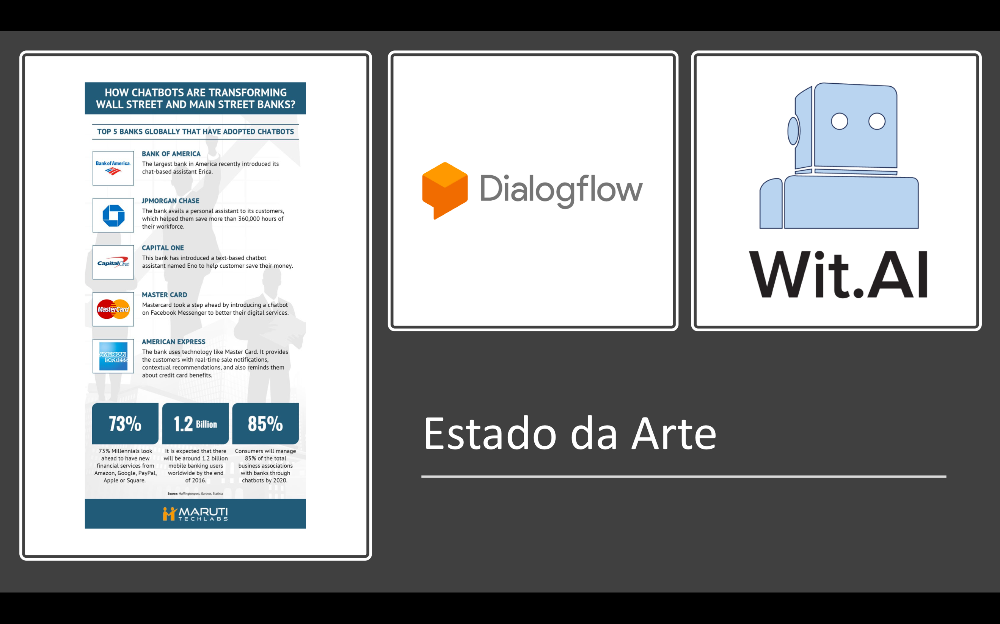 HOW CHATBOTS ARE TRANSFORMING
WALL STREET AND MAIN STREET BANKS?
TOP 5 BANKS GLOBALLY THAT HAVE ADOPTED CHATBOTS
Bank of America
BANK OF AMERICA
The largest bank in America recently introduced its
chat-based assistant Erica.
JPMORGAN CHASE
The bank avails a personal assistant to its customers,
which helped them save more than 360,000 hours of
their workforce.
Capital One
CAPITAL ONE
This bank has introduced a text-based chatbot
assistant named Eno to help customer save their money.
MasterCard
MASTER CARD
Mastercard took a step ahead by introducing a chatbot
on Facebook Messenger to better their digital services.
AMERICAN
EXPRESS
AMERICAN EXPRESS
The bank uses technology like Master Card. It provides
the customers with real-time sale notifications,
contextual recommendations, and also reminds them
about credit card benefits.
73%
73% Millennials look
ahead to have new
financial services from
Amazon, Google, PayPal,
Apple or Square.
1.2 Billion
It is expected that there
will be around 1.2 billion
mobile banking users
worldwide by the end
of 2016.
85%
Consumers will manage
85% of the total
business associations
with banks through
chatbots by 2020.
Source: Huffingtonpost, Gartner, Statista
MARUTI
TECHLABS
Dialogflow
Wit.AI
Estado da Arte